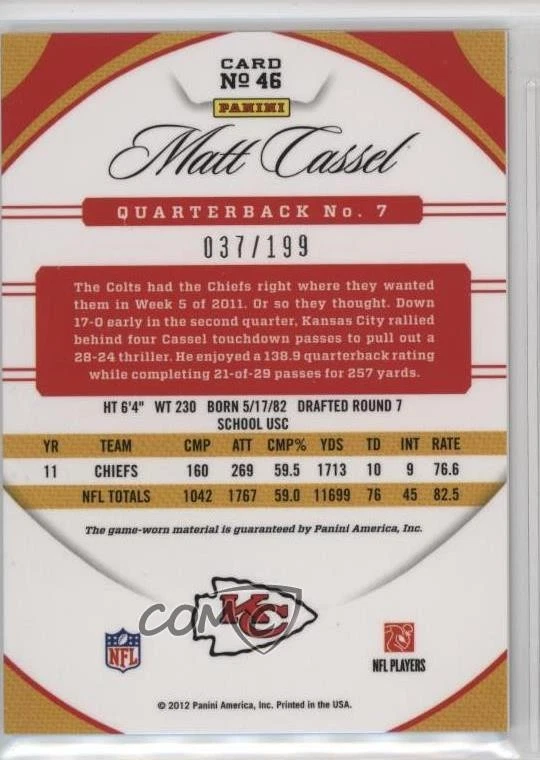 CARD
No 46
PANINI
Matt Cassel
QUARTERBACK No. 7
037/199
The Colts had the Chiefs right where they wanted
them in Week 5 of 2011. Or so they thought. Down
17-0 early in the second quarter, Kansas City rallied
behind four Cassel touchdown passes to pull out a
28-24 thriller. He enjoyed a 138.9 quarterback rating
while completing 21-of-29 passes for 257 yards.
HT 6'4" WT 230 BORN 5/17/82 DRAFTED ROUND 7
SCHOOL USC
YR TEAM CMP ATT CMP% YDS TD INT RATE
11 CHIEFS 160 269 59.5 1713 10 9 76.6
NFL TOTALS 1042 1767 59.0 11699 76 45 82.5
The game-worn material is guaranteed by Panini America, Inc.
KC
COMC
NFL
NFL PLAYERS
© 2012 Panini America, Inc. Printed in the USA.